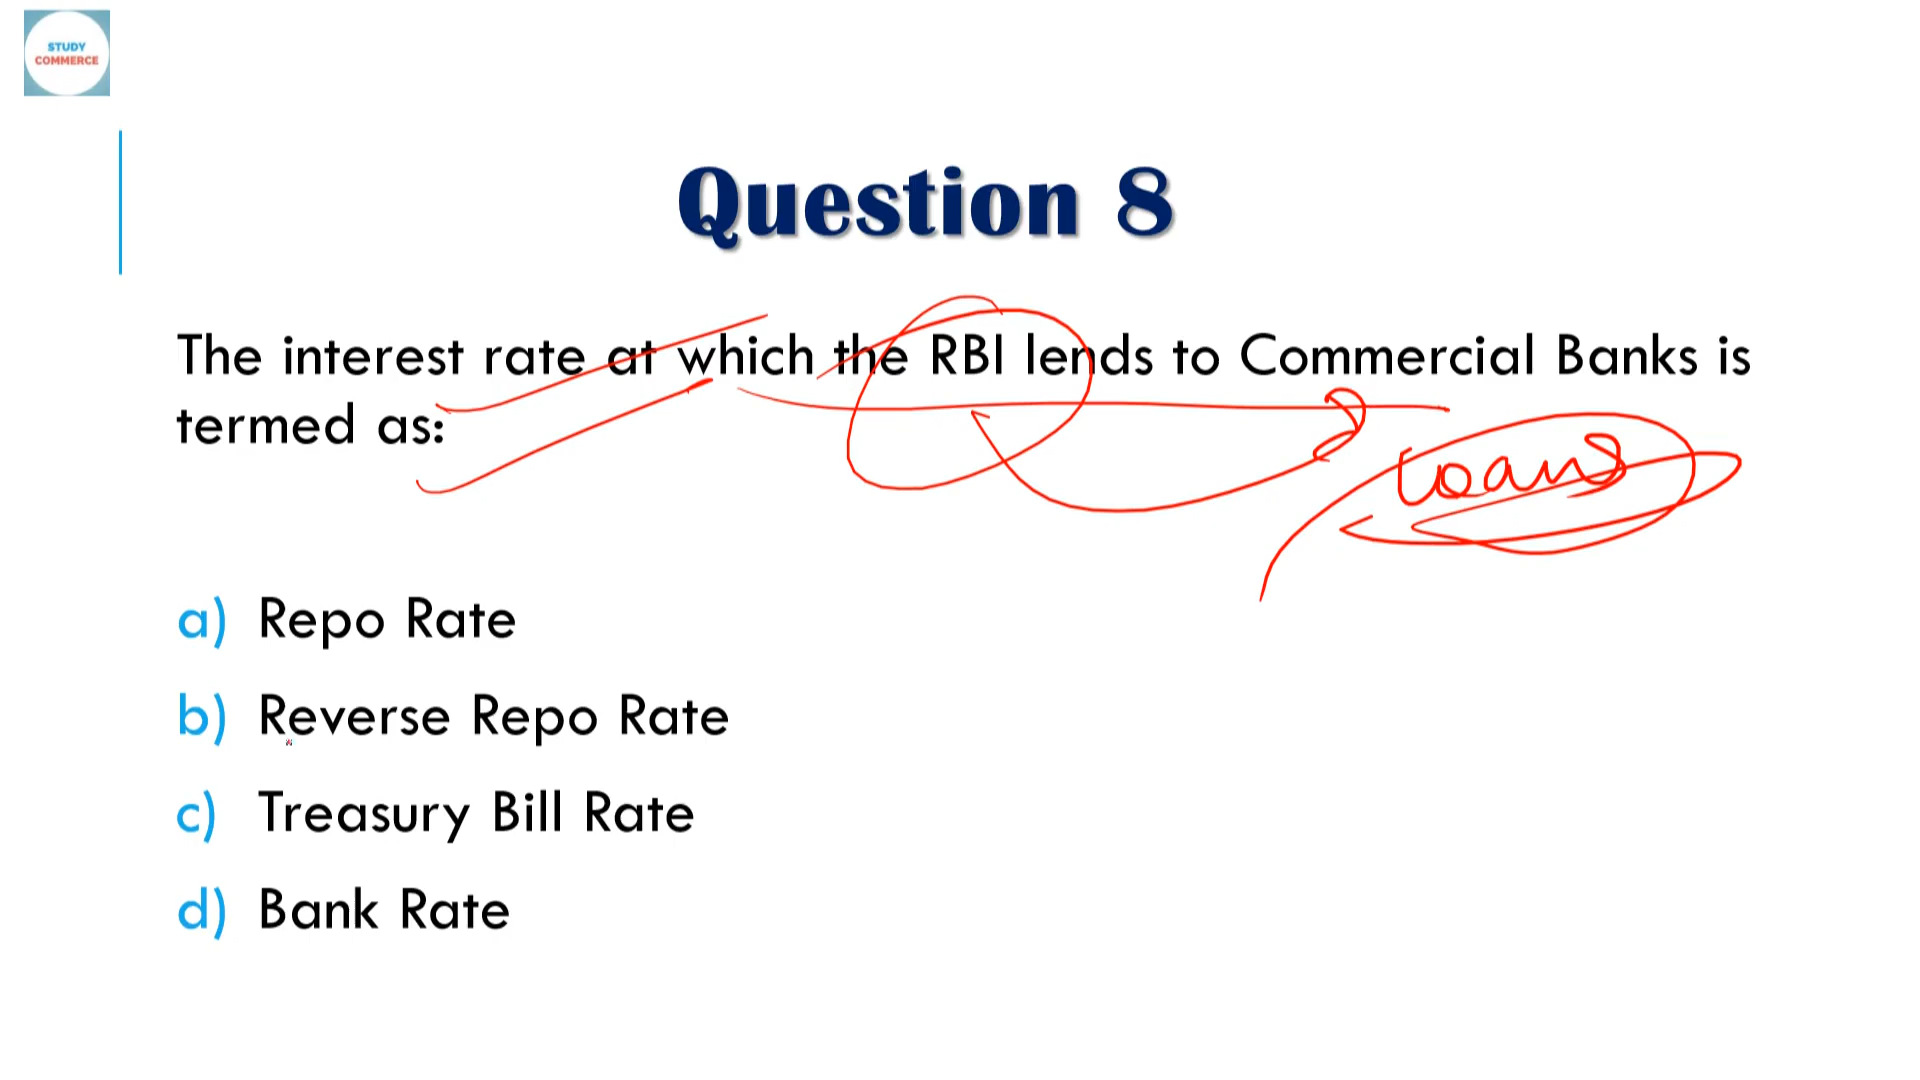 STUDY
COMMERCE
Question 8
The interest rate at which the RBI lends to Commercial Banks is
termed as:
Loans
a) Repo Rate
b) Reverse Repo Rate
c) Treasury Bill Rate
d) Bank Rate